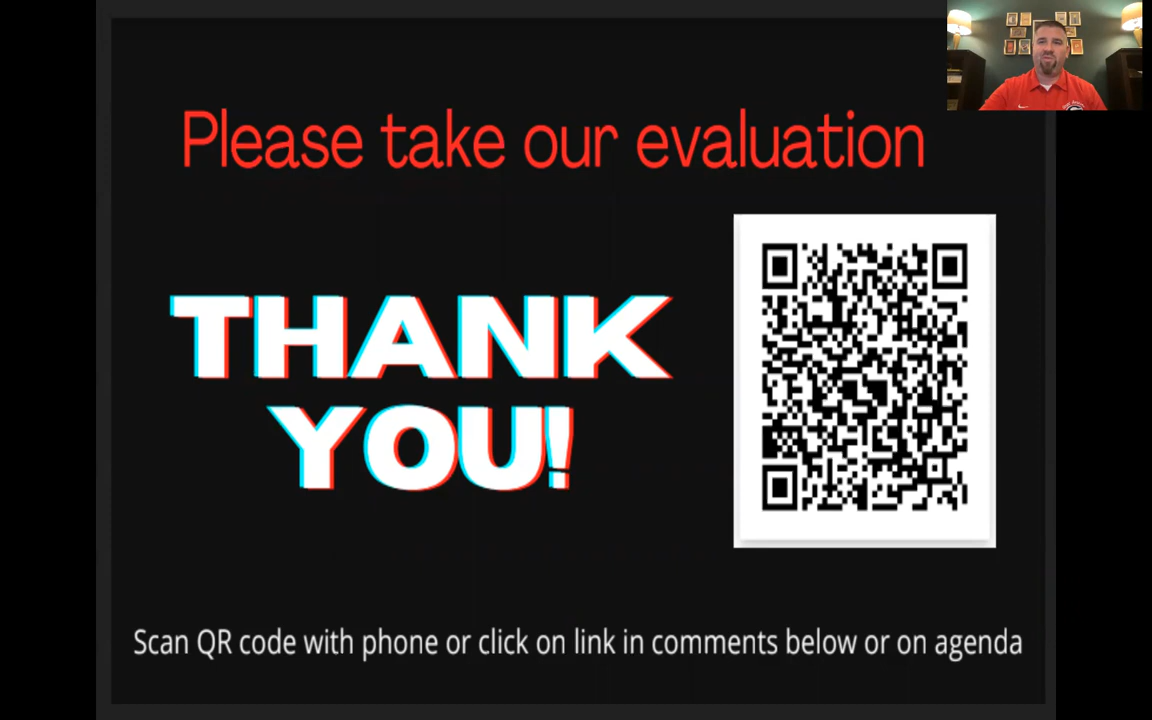 Please take our evaluation
THANK
YOU!
Scan QR code with phone or click on link in comments below or on agenda